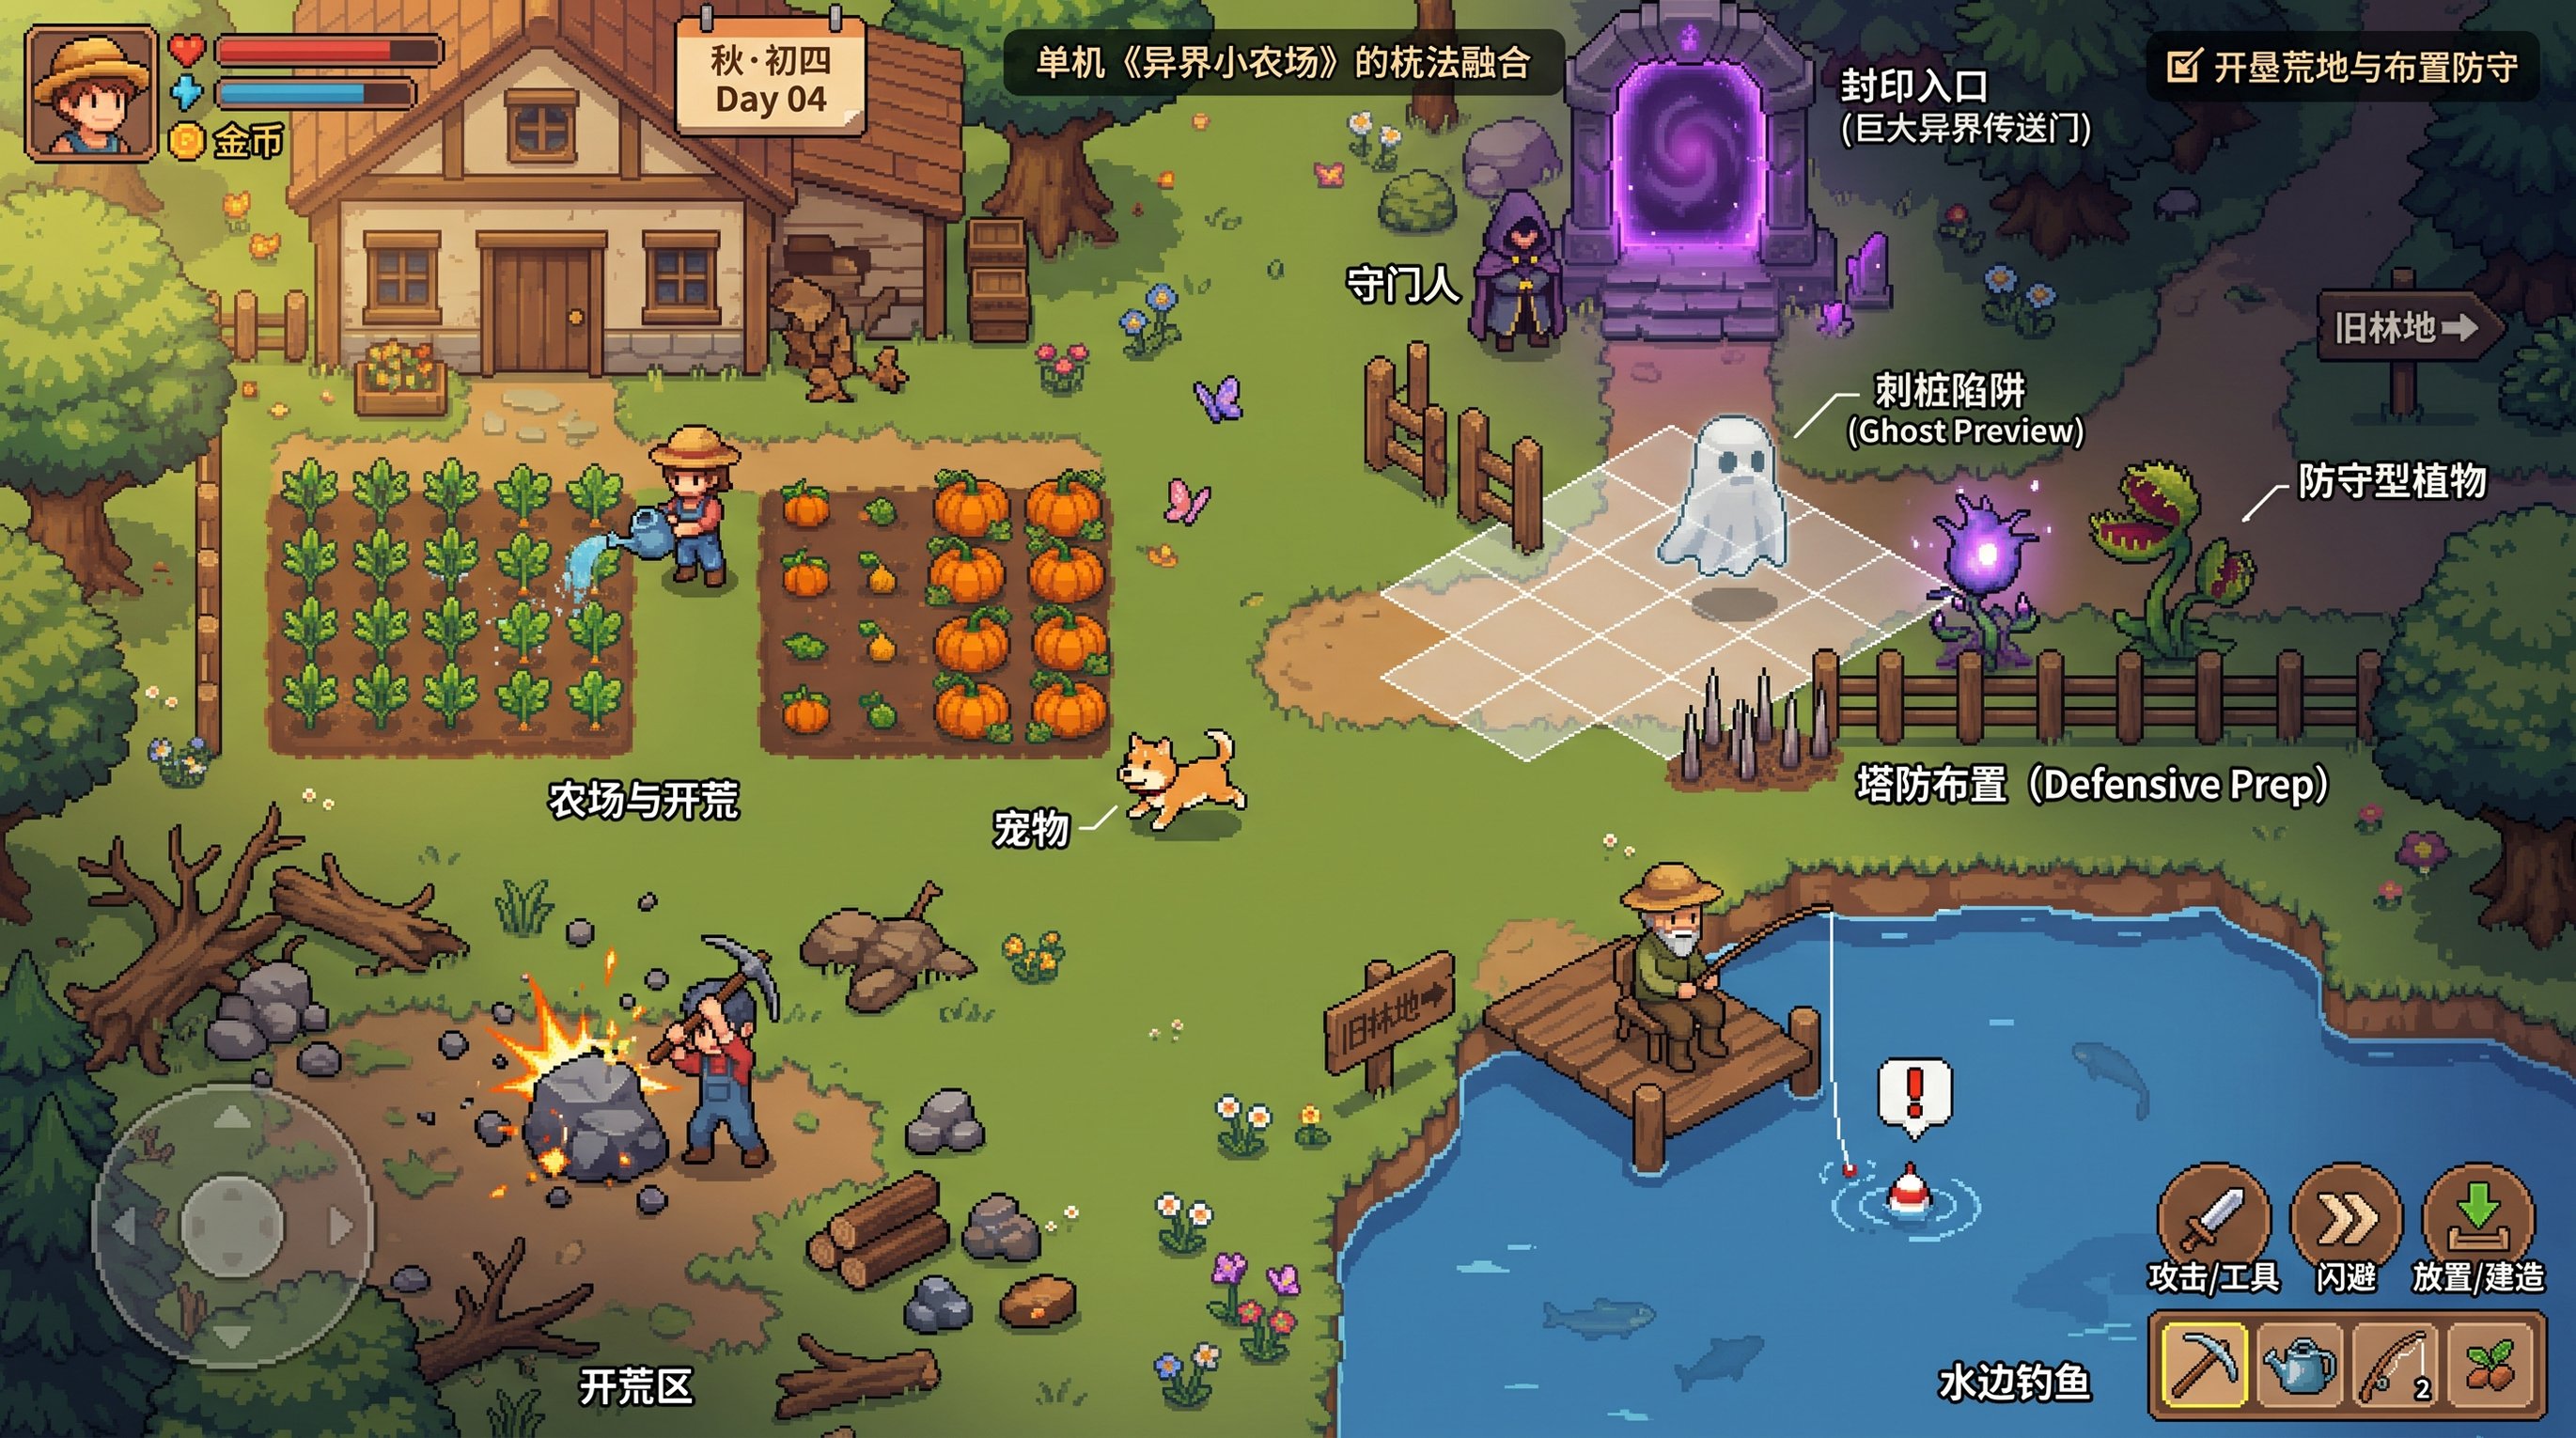 秋·初四
Day 04
金币
单机《异界小农场》的枕法融合
封印入口
(巨大异界传送门)
开垦荒地与布置防守
守门人
旧林地
刺桩陷阱
(Ghost Preview)
防守型植物
农场与开荒
宠物
塔防布置（Defensive Prep）
旧林地
!
攻击/工具
闪避
放置/建造
开荒区
水边钓鱼
2